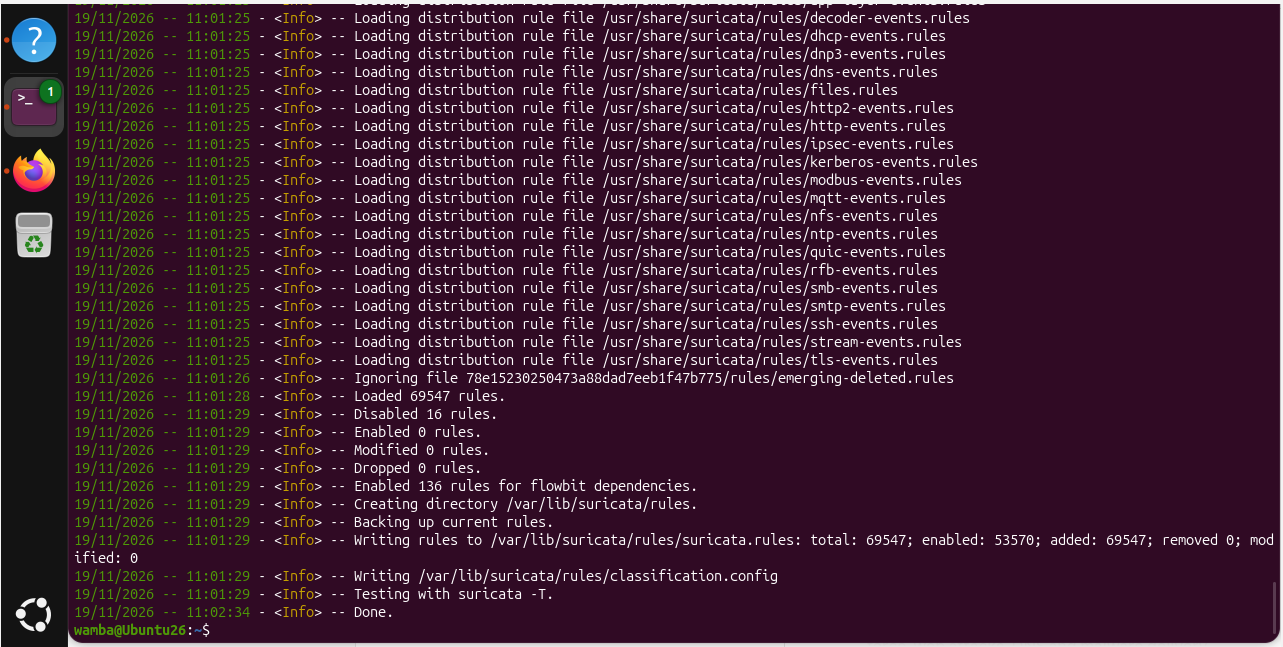 19/11/2026 -- 11:01:25 - <Info> -- Loading distribution rule file /usr/share/suricata/rules/app-layer-events.rules
19/11/2026 -- 11:01:25 - <Info> -- Loading distribution rule file /usr/share/suricata/rules/decoder-events.rules
19/11/2026 -- 11:01:25 - <Info> -- Loading distribution rule file /usr/share/suricata/rules/dhcp-events.rules
19/11/2026 -- 11:01:25 - <Info> -- Loading distribution rule file /usr/share/suricata/rules/dnp3-events.rules
19/11/2026 -- 11:01:25 - <Info> -- Loading distribution rule file /usr/share/suricata/rules/dns-events.rules
19/11/2026 -- 11:01:25 - <Info> -- Loading distribution rule file /usr/share/suricata/rules/files.rules
19/11/2026 -- 11:01:25 - <Info> -- Loading distribution rule file /usr/share/suricata/rules/http2-events.rules
19/11/2026 -- 11:01:25 - <Info> -- Loading distribution rule file /usr/share/suricata/rules/http-events.rules
19/11/2026 -- 11:01:25 - <Info> -- Loading distribution rule file /usr/share/suricata/rules/ipsec-events.rules
19/11/2026 -- 11:01:25 - <Info> -- Loading distribution rule file /usr/share/suricata/rules/kerberos-events.rules
19/11/2026 -- 11:01:25 - <Info> -- Loading distribution rule file /usr/share/suricata/rules/modbus-events.rules
19/11/2026 -- 11:01:25 - <Info> -- Loading distribution rule file /usr/share/suricata/rules/mqtt-events.rules
19/11/2026 -- 11:01:25 - <Info> -- Loading distribution rule file /usr/share/suricata/rules/nfs-events.rules
19/11/2026 -- 11:01:25 - <Info> -- Loading distribution rule file /usr/share/suricata/rules/ntp-events.rules
19/11/2026 -- 11:01:25 - <Info> -- Loading distribution rule file /usr/share/suricata/rules/quic-events.rules
19/11/2026 -- 11:01:25 - <Info> -- Loading distribution rule file /usr/share/suricata/rules/rfb-events.rules
19/11/2026 -- 11:01:25 - <Info> -- Loading distribution rule file /usr/share/suricata/rules/smb-events.rules
19/11/2026 -- 11:01:25 - <Info> -- Loading distribution rule file /usr/share/suricata/rules/smtp-events.rules
19/11/2026 -- 11:01:25 - <Info> -- Loading distribution rule file /usr/share/suricata/rules/ssh-events.rules
19/11/2026 -- 11:01:25 - <Info> -- Loading distribution rule file /usr/share/suricata/rules/stream-events.rules
19/11/2026 -- 11:01:25 - <Info> -- Loading distribution rule file /usr/share/suricata/rules/tls-events.rules
19/11/2026 -- 11:01:26 - <Info> -- Ignoring file 78e15230250473a88dad7eeb1f47b775/rules/emerging-deleted.rules
19/11/2026 -- 11:01:28 - <Info> -- Loaded 69547 rules.
19/11/2026 -- 11:01:29 - <Info> -- Disabled 16 rules.
19/11/2026 -- 11:01:29 - <Info> -- Enabled 0 rules.
19/11/2026 -- 11:01:29 - <Info> -- Modified 0 rules.
19/11/2026 -- 11:01:29 - <Info> -- Dropped 0 rules.
19/11/2026 -- 11:01:29 - <Info> -- Enabled 136 rules for flowbit dependencies.
19/11/2026 -- 11:01:29 - <Info> -- Creating directory /var/lib/suricata/rules.
19/11/2026 -- 11:01:29 - <Info> -- Backing up current rules.
19/11/2026 -- 11:01:29 - <Info> -- Writing rules to /var/lib/suricata/rules/suricata.rules: total: 69547; enabled: 53570; added: 69547; removed 0; mod
ified: 0
19/11/2026 -- 11:01:29 - <Info> -- Writing /var/lib/suricata/rules/classification.config
19/11/2026 -- 11:01:29 - <Info> -- Testing with suricata -T.
19/11/2026 -- 11:02:34 - <Info> -- Done.
wamba@Ubuntu26:~$
?
>_
1